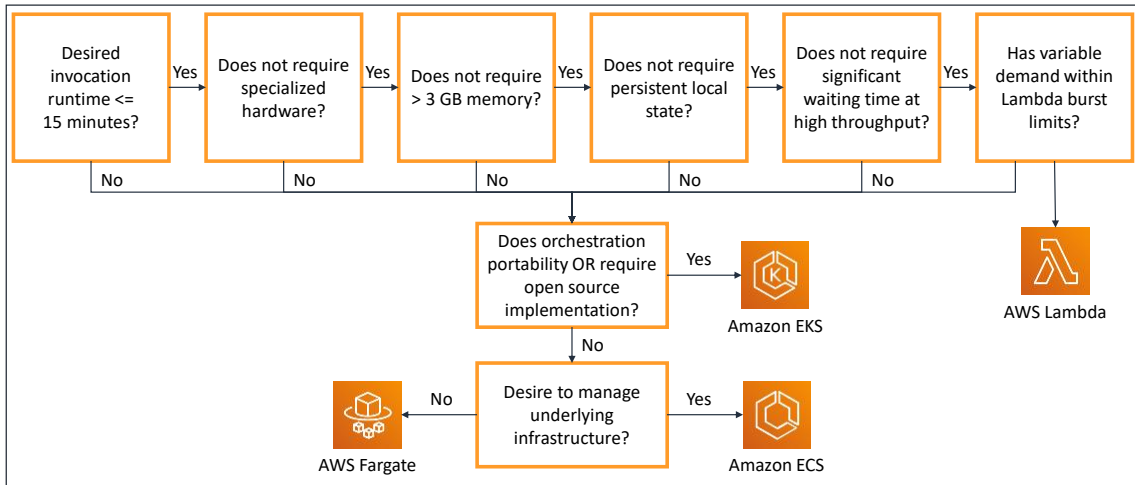 Desired
invocation
runtime <=
15 minutes?
Yes
Does not require
specialized
hardware?
Yes
Does not require
> 3 GB memory?
Yes
Does not require
persistent local
state?
Yes
Does not require
significant
waiting time at
high throughput?
Yes
Has variable
demand within
Lambda burst
limits?
No
No
No
No
No
Does orchestration
portability OR require
open source
implementation?
Yes
K
Amazon EKS
AWS Lambda
No
Desire to manage
underlying
infrastructure?
No
Yes
AWS Fargate
Amazon ECS